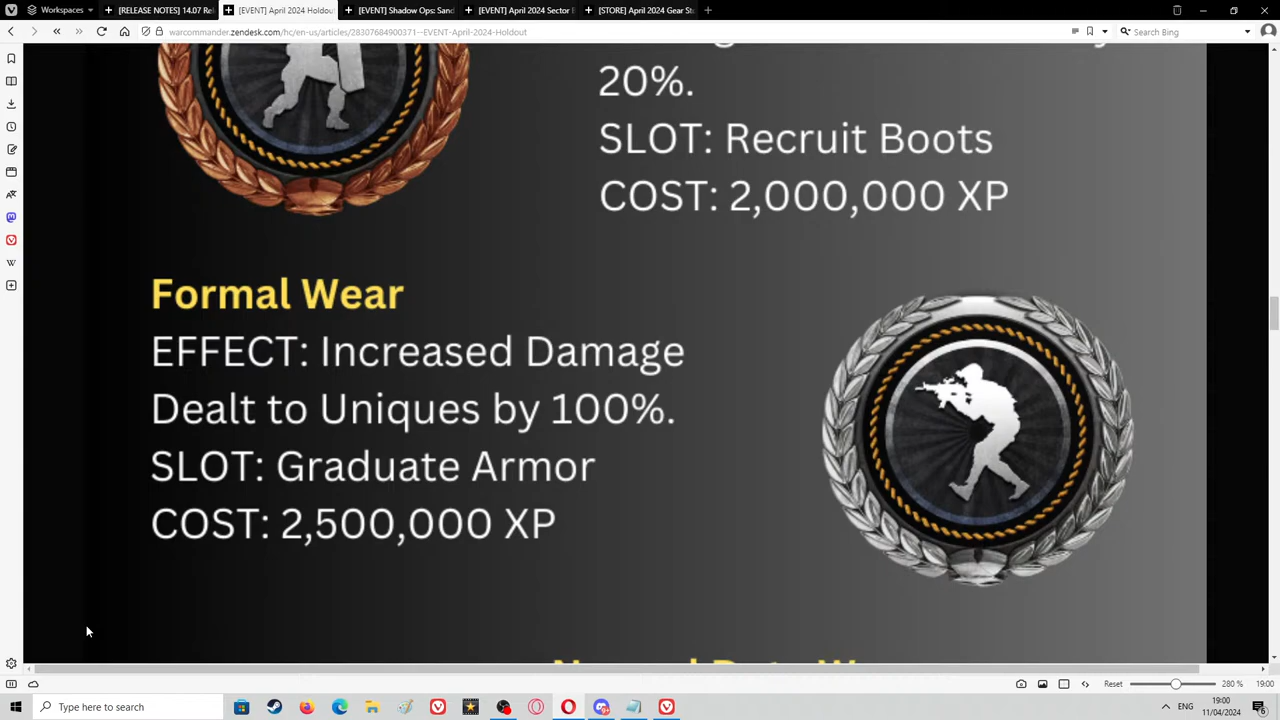 Workspaces
[RELEASE NOTES] 14.07 Rel
[EVENT] April 2024 Holdout
[EVENT] Shadow Ops: Sand
[EVENT] April 2024 Sector
[STORE] April 2024 Gear St
warcommander.zendesk.com/hc/en-us/articles/28307684900371--EVENT-April-2024-Holdout
Search Bing
20%.
SLOT: Recruit Boots
COST: 2,000,000 XP
Formal Wear
EFFECT: Increased Damage
Dealt to Uniques by 100%.
SLOT: Graduate Armor
COST: 2,500,000 XP
Reset
280 %
19:00
Type here to search
ENG
19:00
11/04/2024
6